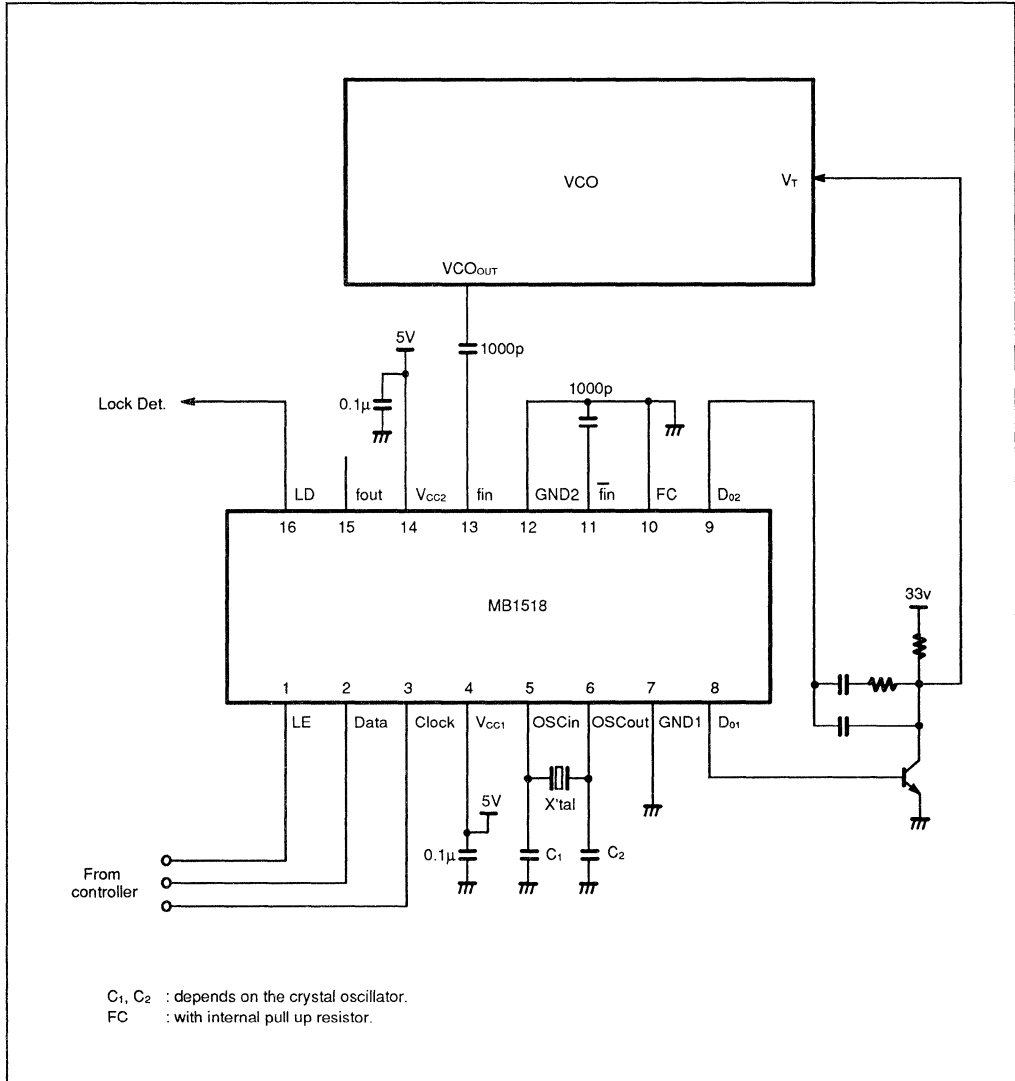 VCO
VT
VCOOUT
5V
1000p
0.1µ
1000p
Lock Det.
LD fout VCC2 fin GND2 fin FC D02
16 15 14 13 12 11 10 9
MB1518
33v
1 2 3 4 5 6 7 8
LE Data Clock VCC1 OSCin OSCout GND1 D01
X'tal
5V
0.1µ
C1
C2
From
controller
C1, C2 : depends on the crystal oscillator.
FC : with internal pull up resistor.